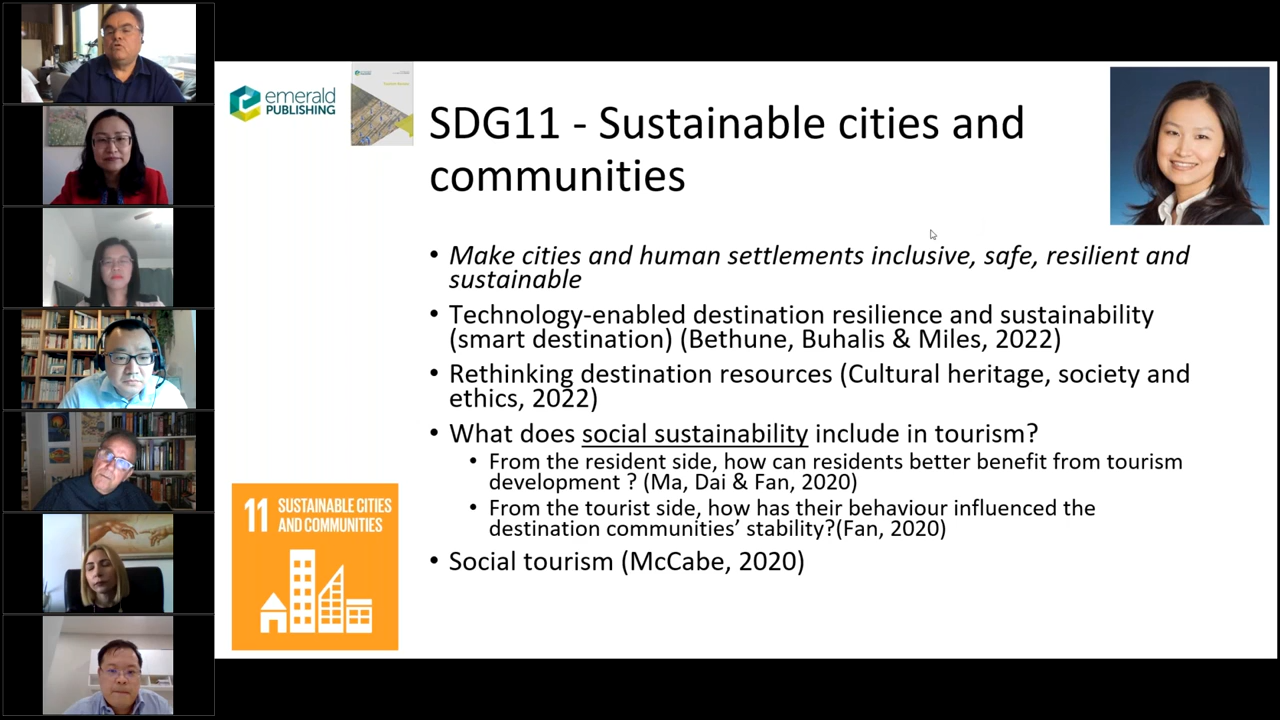 emerald
PUBLISHING
SDG11 - Sustainable cities and
communities
• Make cities and human settlements inclusive, safe, resilient and
sustainable
• Technology-enabled destination resilience and sustainability
(smart destination) (Bethune, Buhalis & Miles, 2022)
• Rethinking destination resources (Cultural heritage, society and
ethics, 2022)
• What does social sustainability include in tourism?
• From the resident side, how can residents better benefit from tourism
development ? (Ma, Dai & Fan, 2020)
• From the tourist side, how has their behaviour influenced the
destination communities’ stability?(Fan, 2020)
• Social tourism (McCabe, 2020)
11 SUSTAINABLE CITIES
AND COMMUNITIES